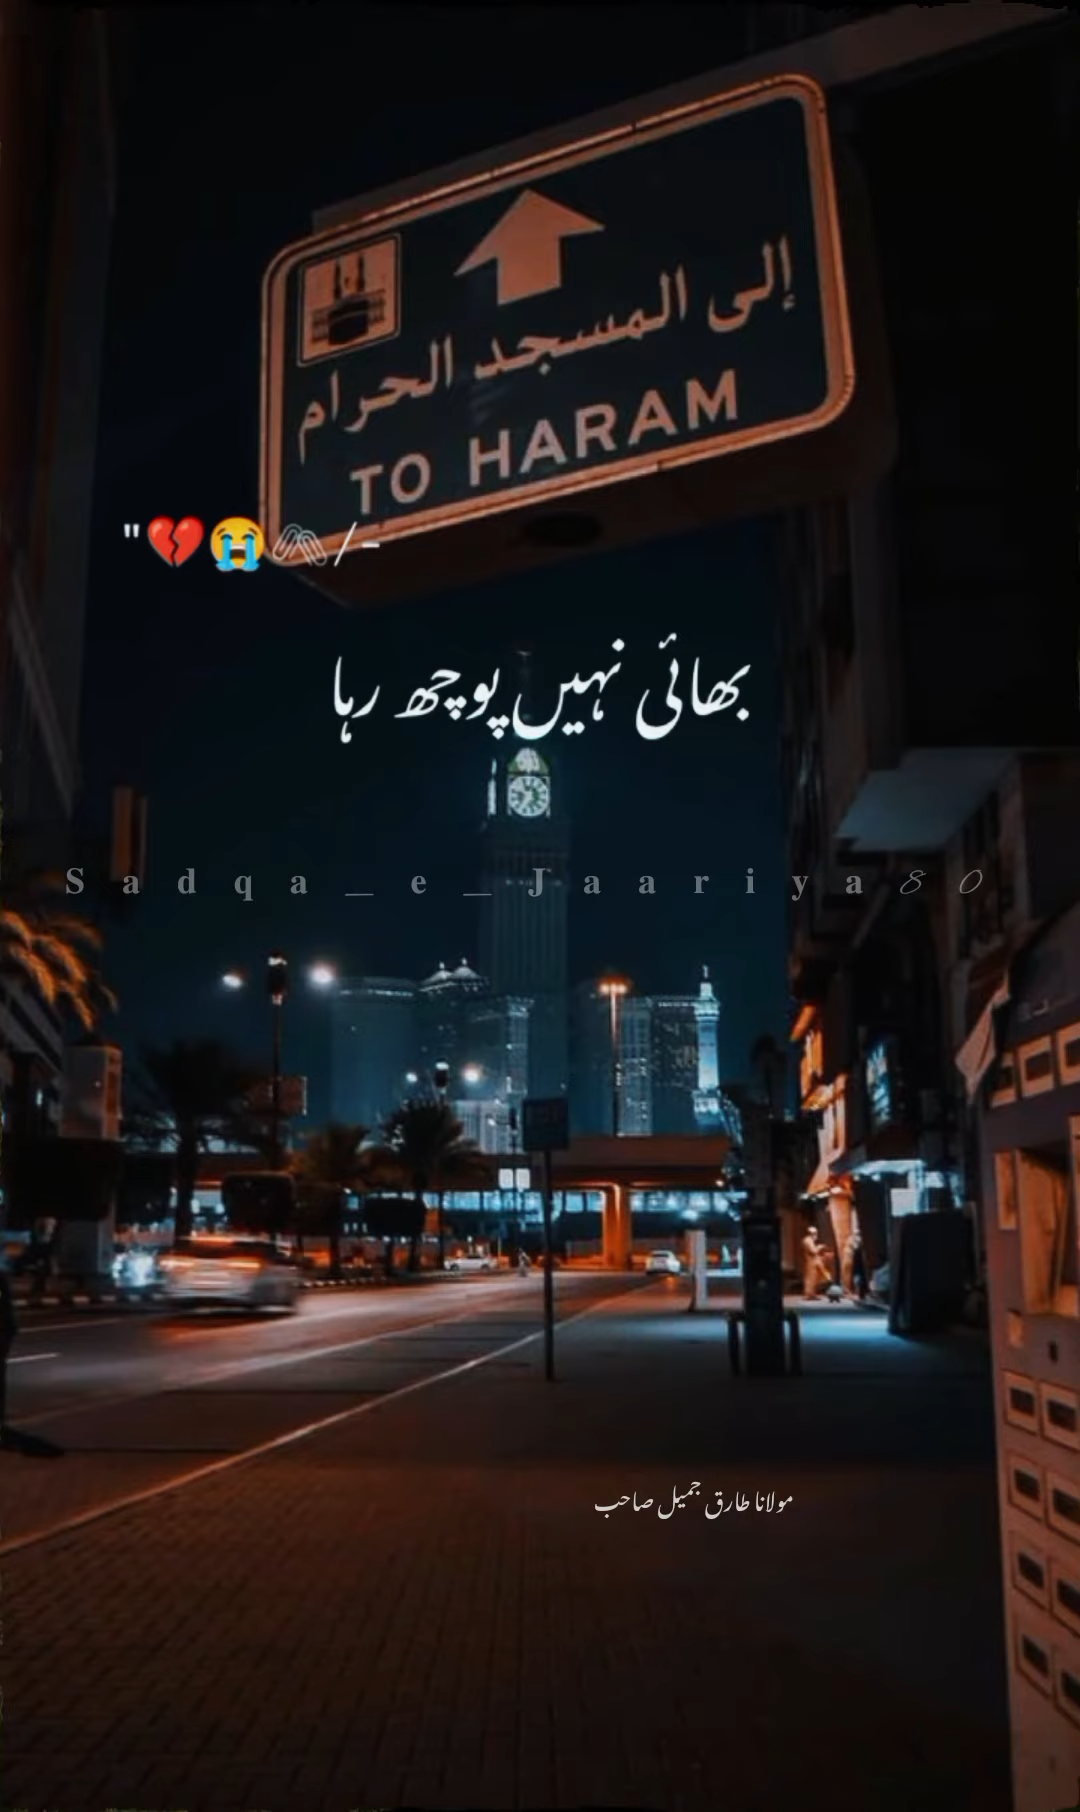 إلى المسجد الحرام
TO HARAM
"💔😭🖇️/-
بھائی نہیں پوچھ رہا
Sadqa_e_Jaariya80
مولانا طارق جمیل صاحب